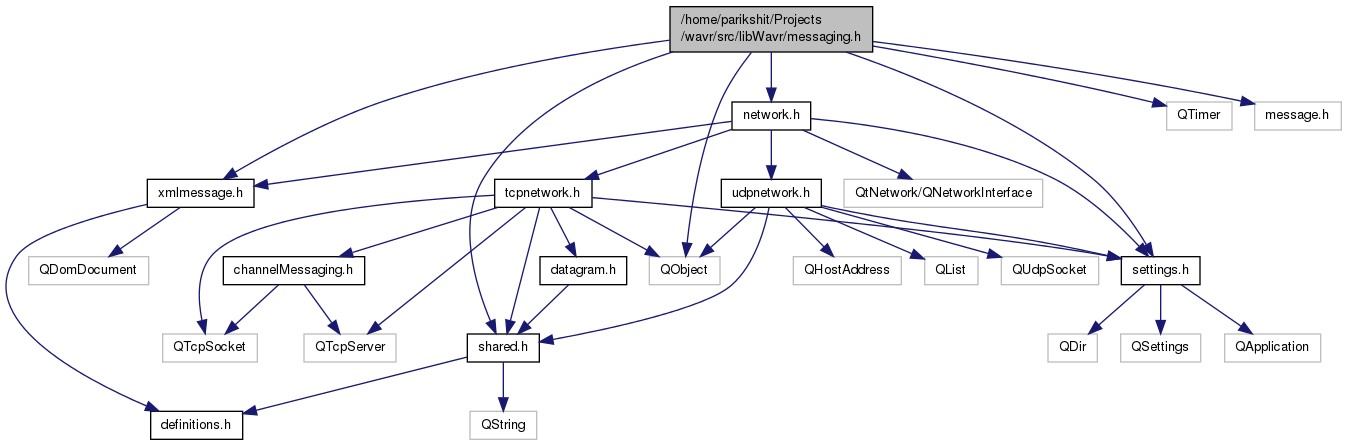 /home/parikshit/Projects
/wavr/src/libWavr/messaging.h
network.h
QTimer
message.h
xmlmessage.h
tcpnetwork.h
udpnetwork.h
QtNetwork/QNetworkInterface
QDomDocument
channelMessaging.h
datagram.h
QObject
QHostAddress
QList
QUdpSocket
settings.h
QTcpSocket
QTcpServer
shared.h
QDir
QSettings
QApplication
definitions.h
QString